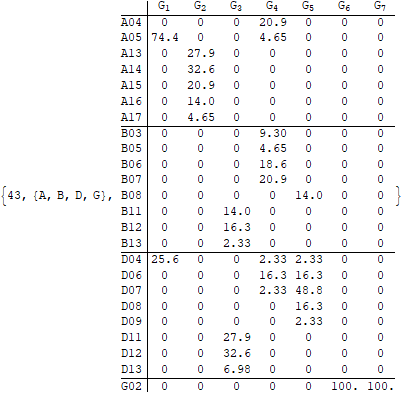 G₁ G₂ G₃ G₄ G₅ G₆ G₇
A04 0 0 0 20.9 0 0 0
A05 74.4 0 0 4.65 0 0 0
A13 0 27.9 0 0 0 0 0
A14 0 32.6 0 0 0 0 0
A15 0 20.9 0 0 0 0 0
A16 0 14.0 0 0 0 0 0
A17 0 4.65 0 0 0 0 0
B03 0 0 0 9.30 0 0 0
B05 0 0 0 4.65 0 0 0
B06 0 0 0 18.6 0 0 0
B07 0 0 0 20.9 0 0 0
{43, {A, B, D, G}, B08 0 0 0 0 14.0 0 0 }
B11 0 0 14.0 0 0 0 0
B12 0 0 16.3 0 0 0 0
B13 0 0 2.33 0 0 0 0
D04 25.6 0 0 2.33 2.33 0 0
D06 0 0 0 16.3 16.3 0 0
D07 0 0 0 2.33 48.8 0 0
D08 0 0 0 0 16.3 0 0
D09 0 0 0 0 2.33 0 0
D11 0 0 27.9 0 0 0 0
D12 0 0 32.6 0 0 0 0
D13 0 0 6.98 0 0 0 0
G02 0 0 0 0 0 100. 100.